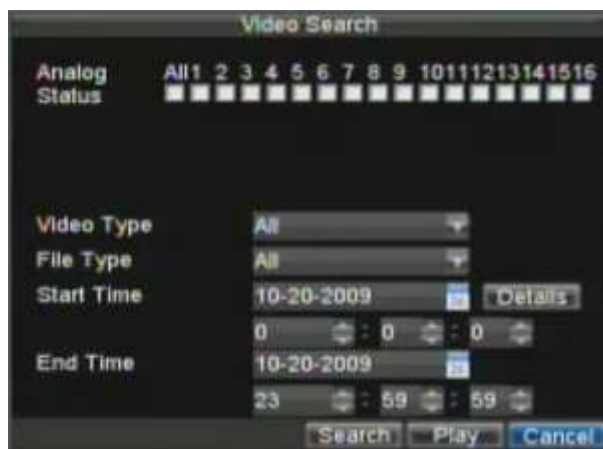 Video Search
Analog All 1 2 3 4 5 6 7 8 9 10 11 12 13 14 15 16
Status
Video Type All
File Type All
Start Time 10-20-2009 Details
0 : 0 : 0
End Time 10-20-2009
23 : 59 : 59
Search Play Cancel